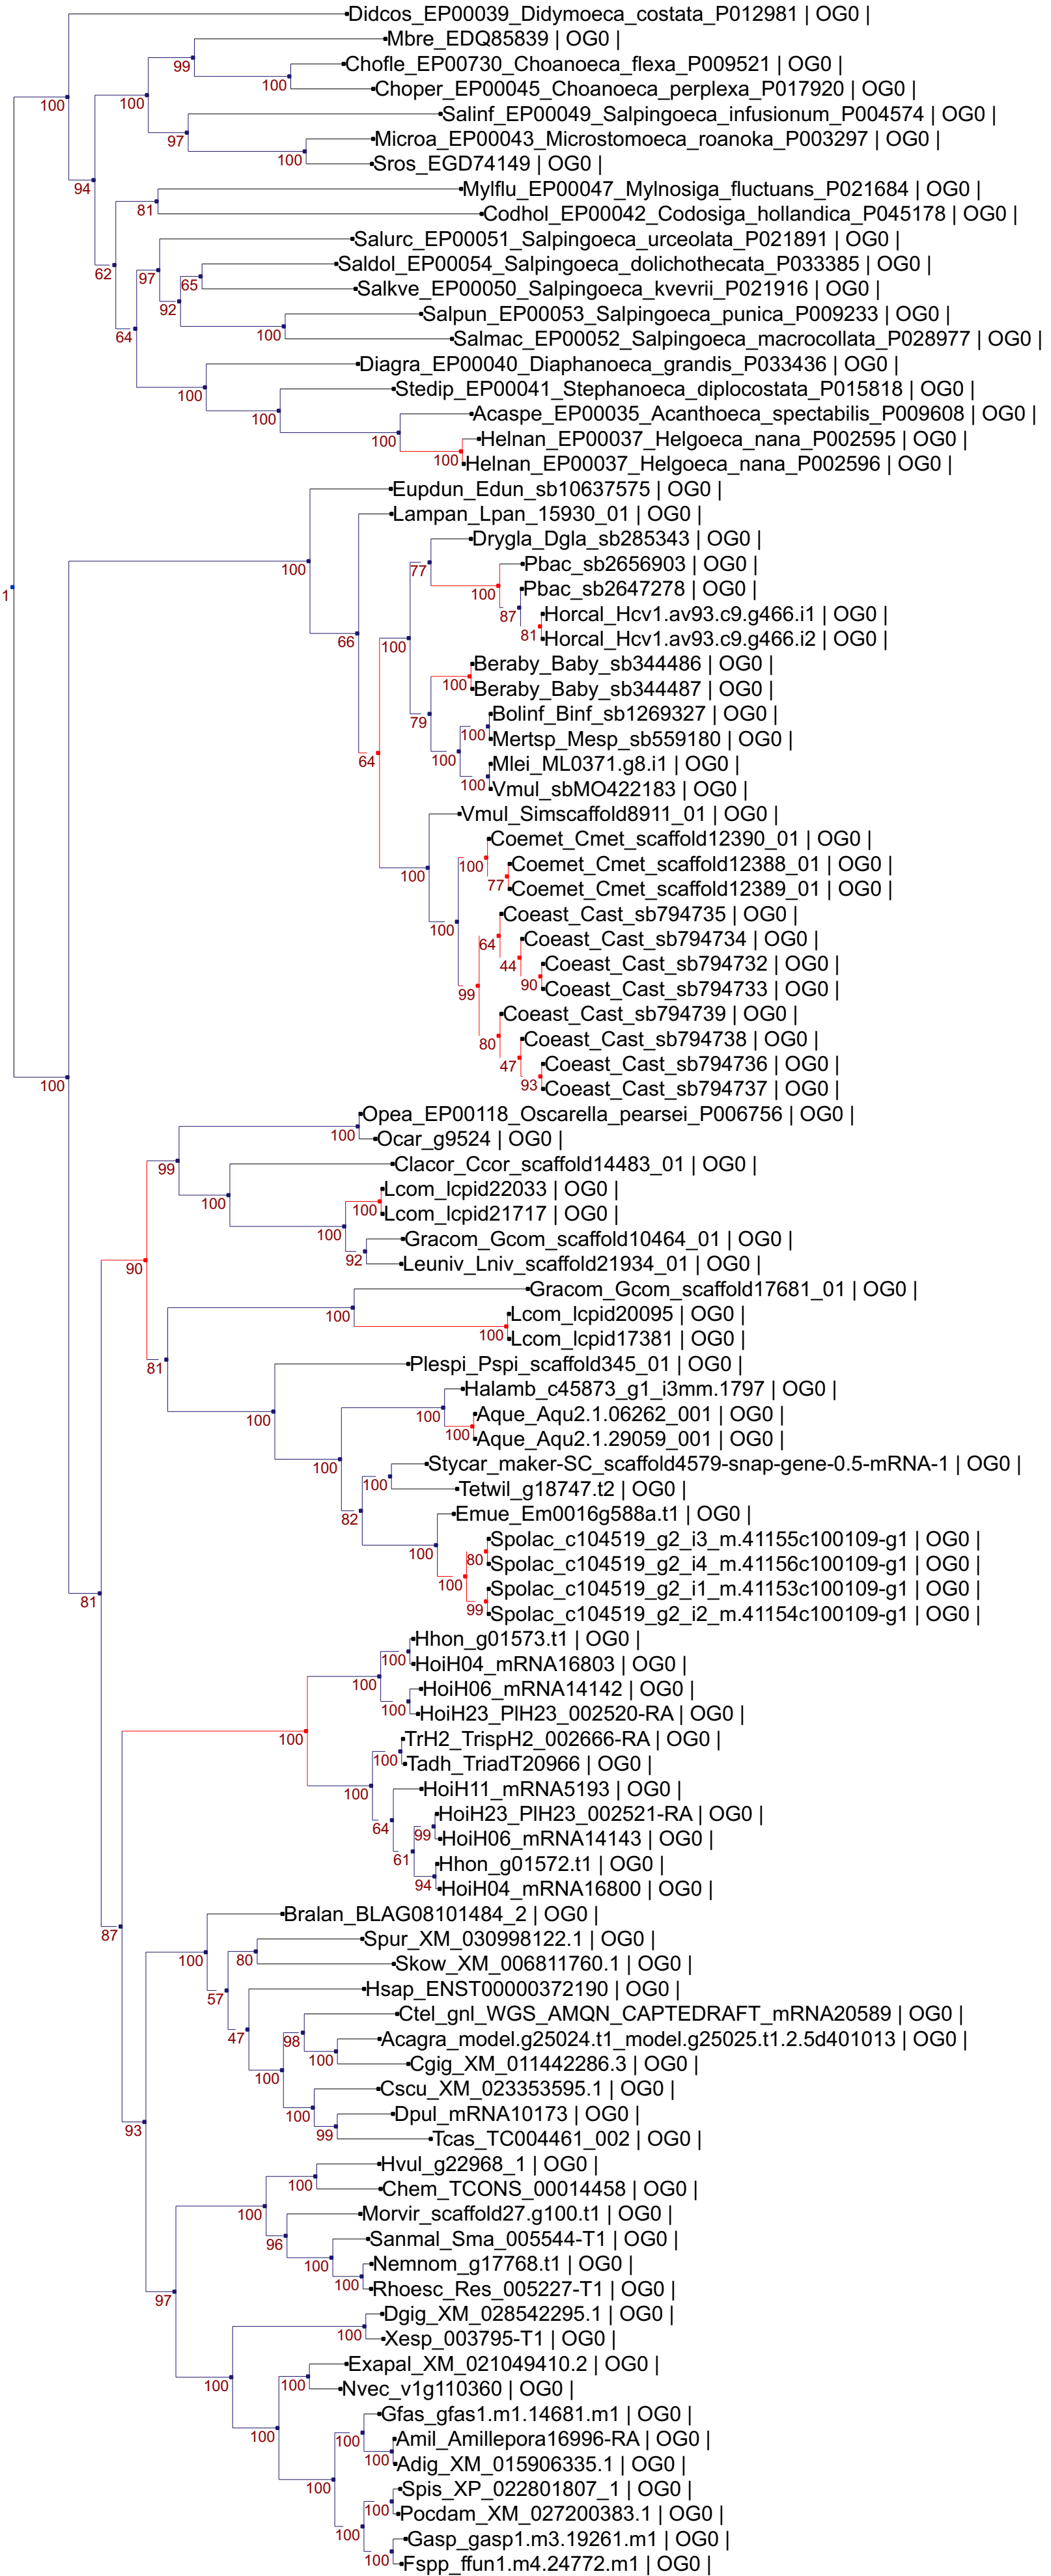 Didcos_EP00039_Didymoeca_costata_P012981 | OG0 |
Mbre_EDQ85839 | OG0 |
99
Chofle_EP00730_Choanoeca_flexa_P009521 | OG0 |
100
Choper_EP00045_Choanoeca_perplexa_P017920 | OG0 |
100
100
Salinf_EP00049_Salpingoeca_infusionum_P004574 | OG0 |
97
Microa_EP00043_Microstomoeca_roanoka_P003297 | OG0 |
100
Sros_EGD74149 | OG0 |
94
Mylflu_EP00047_Mylnosiga_fluctuans_P021684 | OG0 |
81
Codhol_EP00042_Codosiga_hollandica_P045178 | OG0 |
Salurc_EP00051_Salpingoeca_urceolata_P021891 | OG0 |
62
97
Saldol_EP00054_Salpingoeca_dolichothecata_P033385 | OG0 |
65
Salkve_EP00050_Salpingoeca_kvevrii_P021916 | OG0 |
92
Salpun_EP00053_Salpingoeca_punica_P009233 | OG0 |
64
100
Salmac_EP00052_Salpingoeca_macrocollata_P028977 | OG0 |
Diagra_EP00040_Diaphanoeca_grandis_P033436 | OG0 |
100
Stedip_EP00041_Stephanoeca_diplocostata_P015818 | OG0 |
100
Acaspe_EP00035_Acanthoeca_spectabilis_P009608 | OG0 |
100
Helnan_EP00037_Helgoeca_nana_P002595 | OG0 |
100
Helnan_EP00037_Helgoeca_nana_P002596 | OG0 |
Eupdun_Edun_sb10637575 | OG0 |
Lampan_Lpan_15930_01 | OG0 |
Drygla_Dgla_sb285343 | OG0 |
100
77
Pbac_sb2656903 | OG0 |
100
Pbac_sb2647278 | OG0 |
1
87
Horcal_Hcv1.av93.c9.g466.i1 | OG0 |
81
Horcal_Hcv1.av93.c9.g466.i2 | OG0 |
66
100
Beraby_Baby_sb344486 | OG0 |
100
Beraby_Baby_sb344487 | OG0 |
79
Bolinf_Binf_sb1269327 | OG0 |
100
Mertsp_Mesp_sb559180 | OG0 |
64
100
Mlei_ML0371.g8.i1 | OG0 |
100
Vmul_sbMO422183 | OG0 |
Vmul_Simscaffold8911_01 | OG0 |
Coemet_Cmet_scaffold12390_01 | OG0 |
100
100
Coemet_Cmet_scaffold12388_01 | OG0 |
77
Coemet_Cmet_scaffold12389_01 | OG0 |
100
Coeast_Cast_sb794735 | OG0 |
64
Coeast_Cast_sb794734 | OG0 |
44
Coeast_Cast_sb794732 | OG0 |
90
Coeast_Cast_sb794733 | OG0 |
99
Coeast_Cast_sb794739 | OG0 |
80
Coeast_Cast_sb794738 | OG0 |
47
Coeast_Cast_sb794736 | OG0 |
93
Coeast_Cast_sb794737 | OG0 |
100
Opea_EP00118_Oscarella_pearsei_P006756 | OG0 |
100
Ocar_g9524 | OG0 |
99
Clacor_Ccor_scaffold14483_01 | OG0 |
100
Lcom_lcpid22033 | OG0 |
100
Lcom_lcpid21717 | OG0 |
100
Gracom_Gcom_scaffold10464_01 | OG0 |
92
Leuniv_Lniv_scaffold21934_01 | OG0 |
90
Gracom_Gcom_scaffold17681_01 | OG0 |
100
Lcom_lcpid20095 | OG0 |
100
Lcom_lcpid17381 | OG0 |
81
Plespi_Pspi_scaffold345_01 | OG0 |
Halamb_c45873_g1_i3mm.1797 | OG0 |
100
100
Aque_Aqu2.1.06262_001 | OG0 |
100
Aque_Aqu2.1.29059_001 | OG0 |
100
Stycar_maker-SC_scaffold4579-snap-gene-0.5-mRNA-1 | OG0 |
100
Tetwil_g18747.t2 | OG0 |
82
Emue_Em0016g588a.t1 | OG0 |
100
Spolac_c104519_g2_i3_m.41155c100109-g1 | OG0 |
80
Spolac_c104519_g2_i4_m.41156c100109-g1 | OG0 |
100
Spolac_c104519_g2_i1_m.41153c100109-g1 | OG0 |
81
99
Spolac_c104519_g2_i2_m.41154c100109-g1 | OG0 |
Hhon_g01573.t1 | OG0 |
100
HoiH04_mRNA16803 | OG0 |
100
HoiH06_mRNA14142 | OG0 |
100
HoiH23_PlH23_002520-RA | OG0 |
100
TrH2_TrispH2_002666-RA | OG0 |
100
Tadh_TriadT20966 | OG0 |
100
HoiH11_mRNA5193 | OG0 |
64
HoiH23_PlH23_002521-RA | OG0 |
99
HoiH06_mRNA14143 | OG0 |
61
Hhon_g01572.t1 | OG0 |
94
HoiH04_mRNA16800 | OG0 |
87
Bralan_BLAG08101484_2 | OG0 |
100
Spur_XM_030998122.1 | OG0 |
80
Skow_XM_006811760.1 | OG0 |
57
Hsap_ENST00000372190 | OG0 |
47
Ctel_gnl_WGS_AMQN_CAPTEDRAFT_mRNA20589 | OG0 |
98
Acagra_model.g25024.t1_model.g25025.t1.2.5d401013 | OG0 |
100
Cgig_XM_011442286.3 | OG0 |
100
Cscu_XM_023353595.1 | OG0 |
100
Dpul_mRNA10173 | OG0 |
93
99
Tcas_TC004461_002 | OG0 |
Hvul_g22968_1 | OG0 |
100
Chem_TCONS_00014458 | OG0 |
100
Morvir_scaffold27.g100.t1 | OG0 |
96
Sanmal_Sma_005544-T1 | OG0 |
100
Nemnom_g17768.t1 | OG0 |
100
Rhoesc_Res_005227-T1 | OG0 |
97
Dgig_XM_028542295.1 | OG0 |
100
Xesp_003795-T1 | OG0 |
Exapal_XM_021049410.2 | OG0 |
100
100
Nvec_v1g110360 | OG0 |
Gfas_gfas1.m1.14681.m1 | OG0 |
100
100
Amil_Amillepora16996-RA | OG0 |
100
Adig_XM_015906335.1 | OG0 |
100
Spis_XP_022801807_1 | OG0 |
100
Pocdam_XM_027200383.1 | OG0 |
100
Gasp_gasp1.m3.19261.m1 | OG0 |
100
Fspp_ffun1.m4.24772.m1 | OG0 |